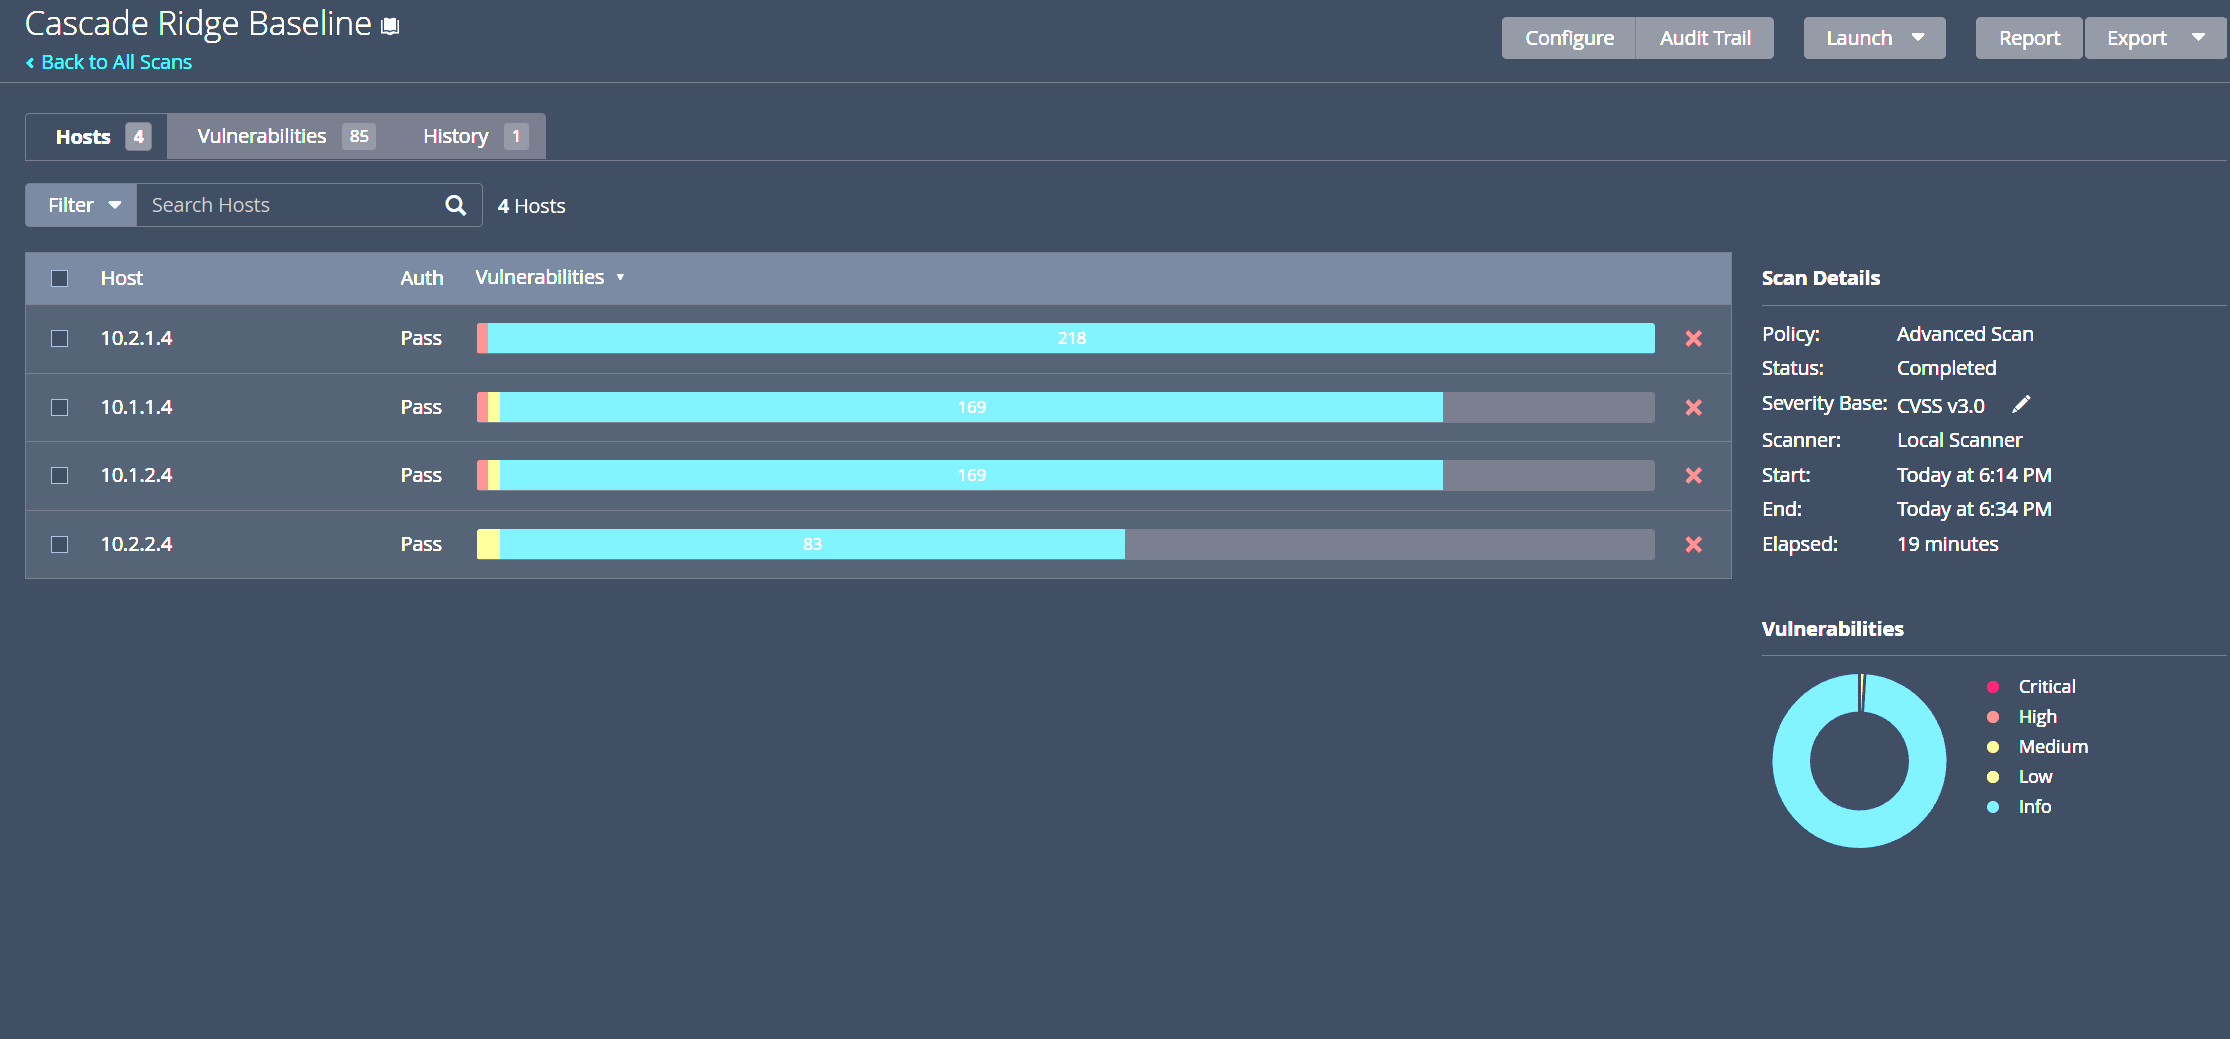 Cascade Ridge Baseline
Back to All Scans
Configure Audit Trail Launch Report Export
Hosts 4 Vulnerabilities 85 History 1
Filter Search Hosts 4 Hosts
Host Auth Vulnerabilities
10.2.1.4 Pass 218
10.1.1.4 Pass 169
10.1.2.4 Pass 169
10.2.2.4 Pass 83
Scan Details
Policy: Advanced Scan
Status: Completed
Severity Base: CVSS v3.0
Scanner: Local Scanner
Start: Today at 6:14 PM
End: Today at 6:34 PM
Elapsed: 19 minutes
Vulnerabilities
Critical
High
Medium
Low
Info